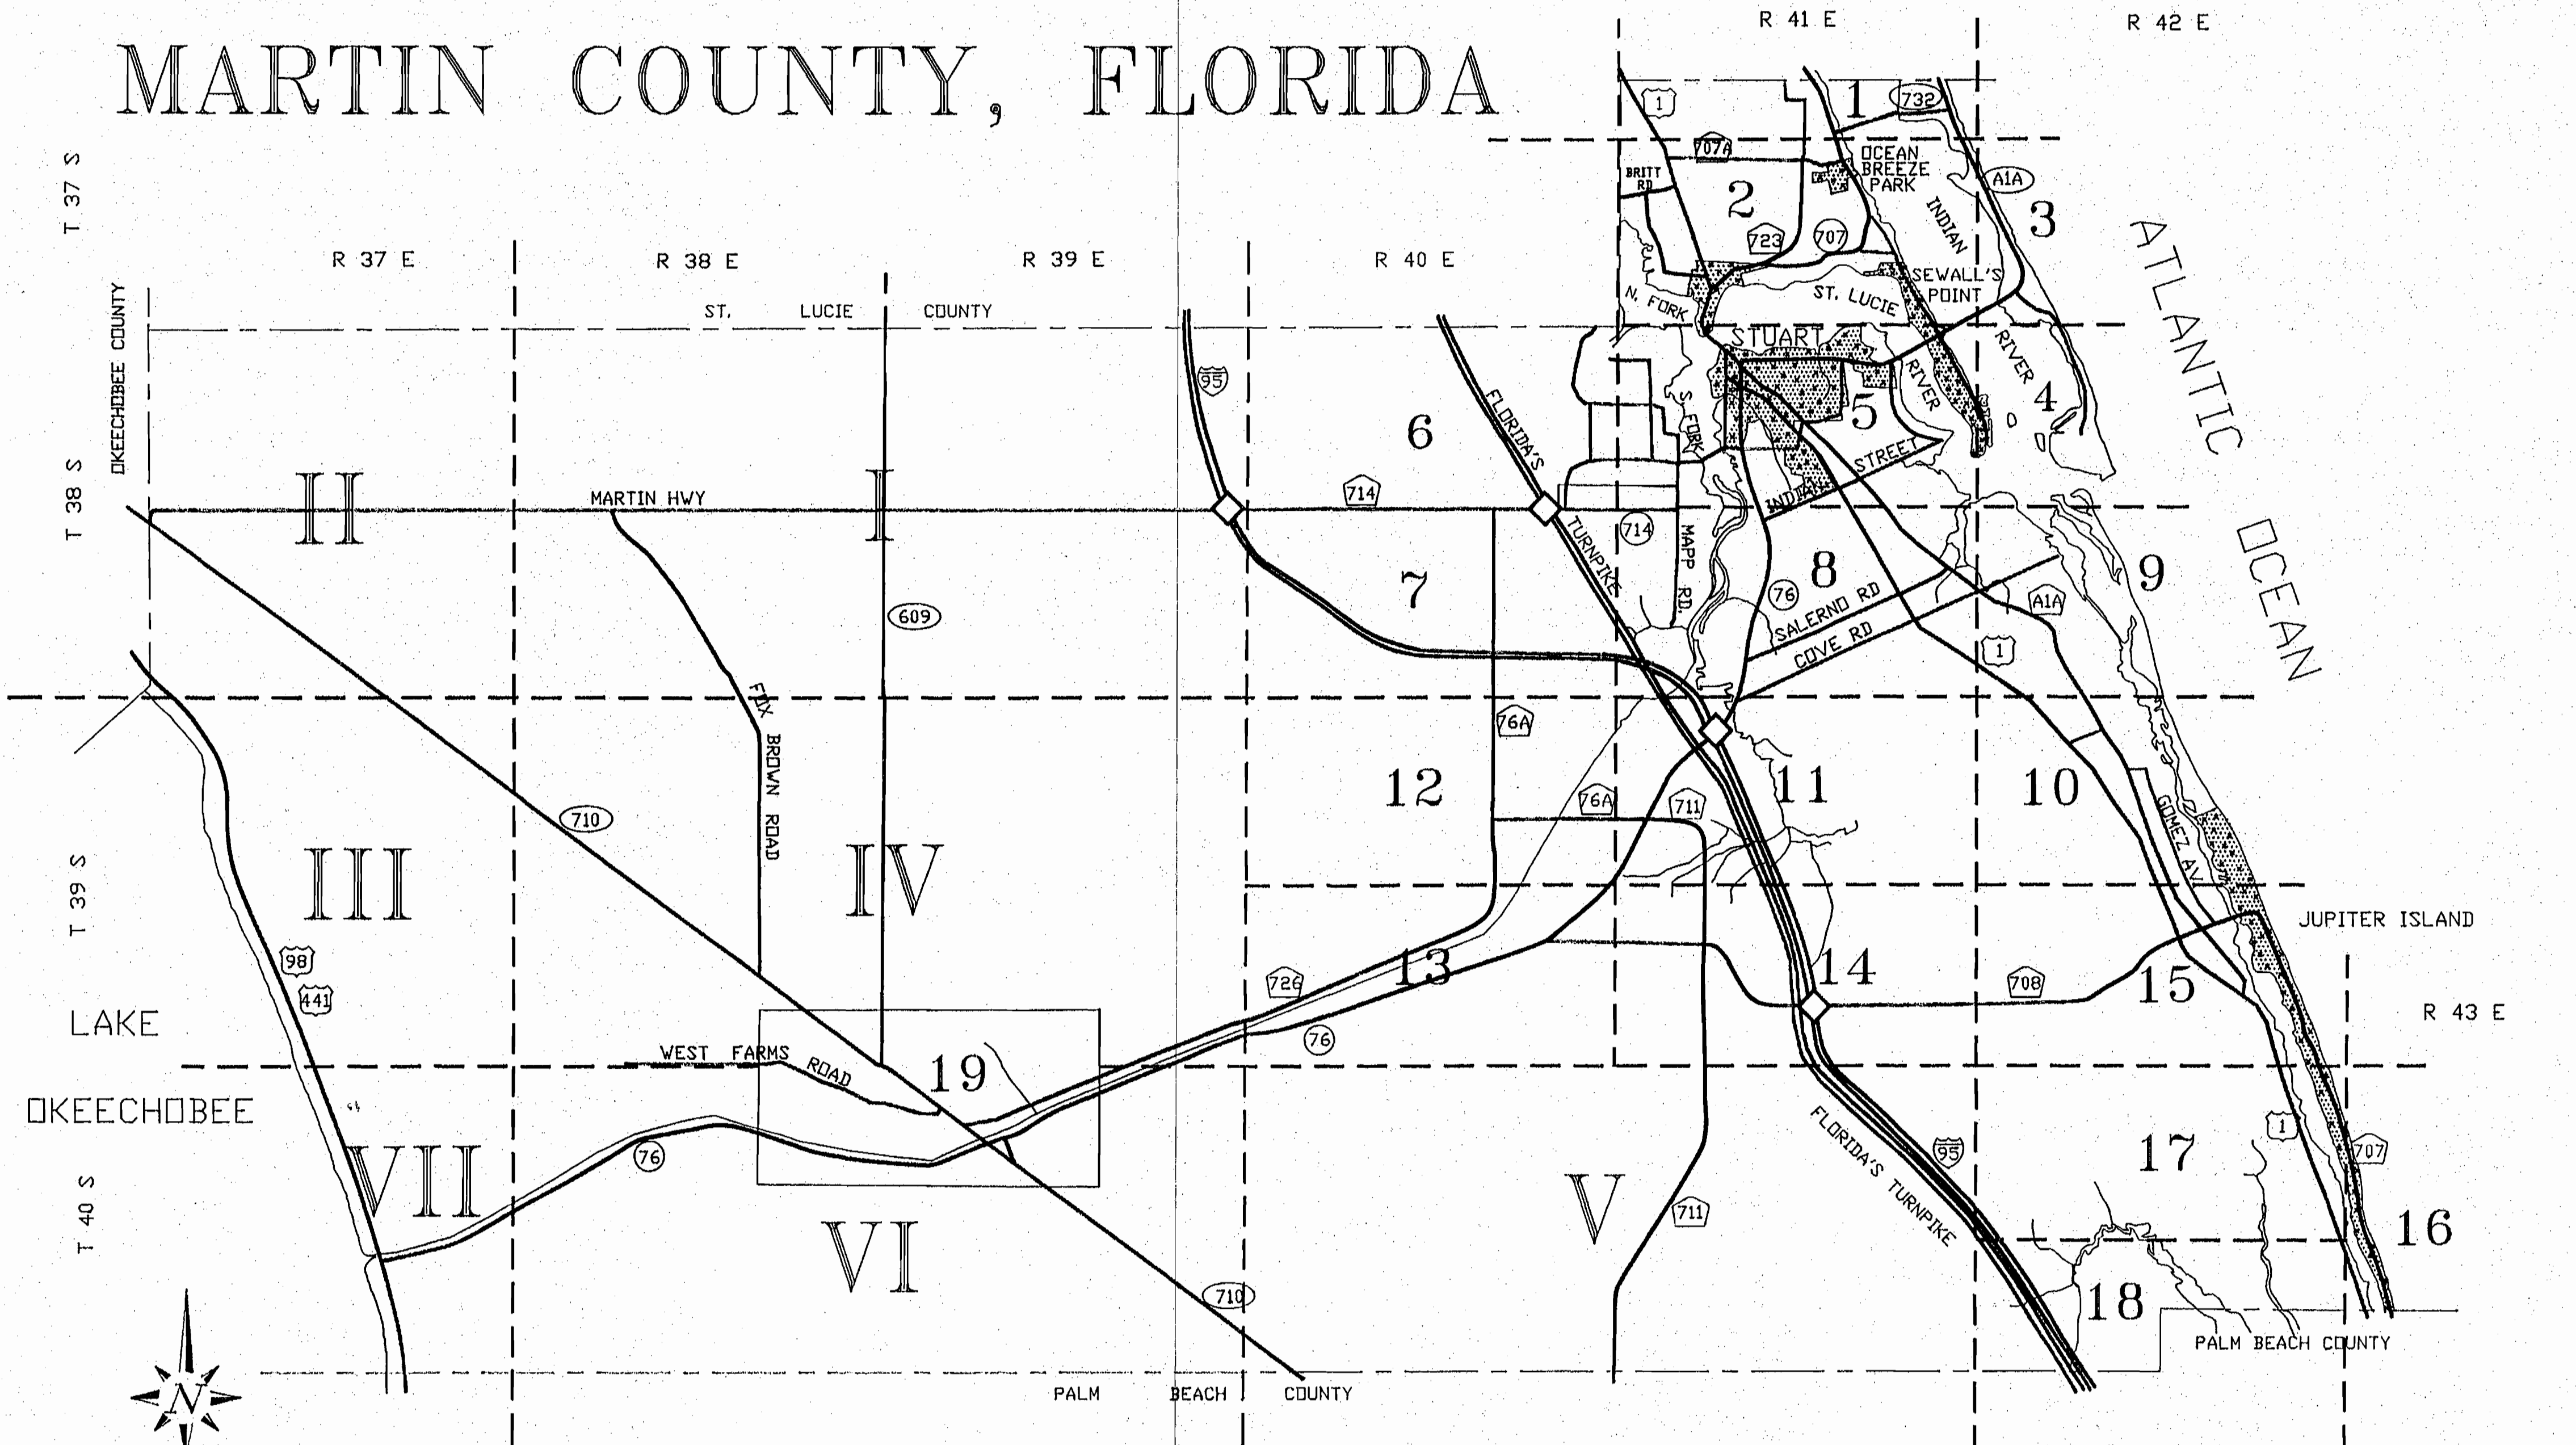 MARTIN COUNTY, FLORIDA
R 41 E
R 42 E
T 37 S
1
1
732
707A
BRITT
RD
OCEAN
BREEZE
PARK
A1A
2
INDIAN
3
723
707
R 37 E
R 38 E
R 39 E
R 40 E
SEWALL'S
POINT
ATLANTIC
OCEAN
OKEECHOBEE COUNTY
ST. LUCIE COUNTY
N. FORK
ST. LUCIE
STUART
RIVER
RIVER
95
FLORIDA'S
TURNPIKE
6
S. FORK
5
4
T 38 S
II
MARTIN HWY
I
714
STREET
INDIAN
714
MAPP RD.
7
8
9
609
76
SALERNO RD
A1A
COVE RD
1
FOX BROWN ROAD
76A
12
76A
711
11
10
GOMEZ AV.
710
T 39 S
III
IV
JUPITER ISLAND
98
441
726
13
14
708
15
R 43 E
LAKE
OKEECHOBEE
76
WEST FARMS ROAD
19
T 40 S
VII
76
VI
V
711
FLORIDA'S TURNPIKE
95
17
1
707
16
710
18
PALM BEACH COUNTY
PALM BEACH COUNTY
N